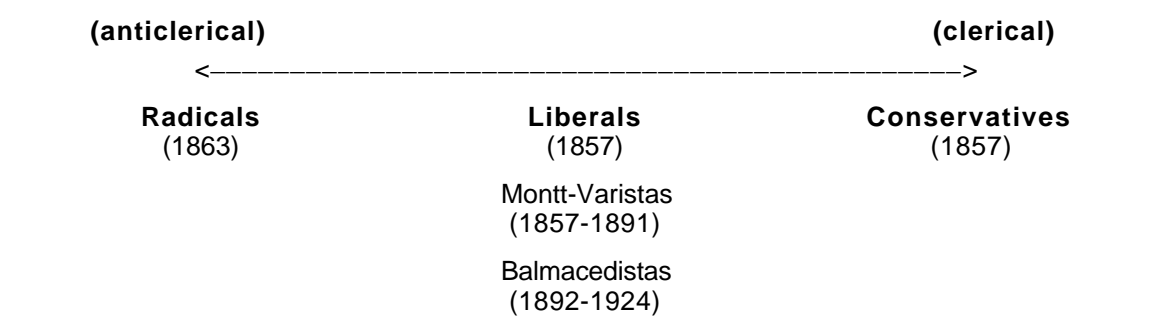 (anticlerical) (clerical)
<–––––––––––––––––––––––––––––––––––––––––––––––>
Radicals Liberals Conservatives
(1863) (1857) (1857)
Montt-Varistas
(1857-1891)
Balmacedistas
(1892-1924)